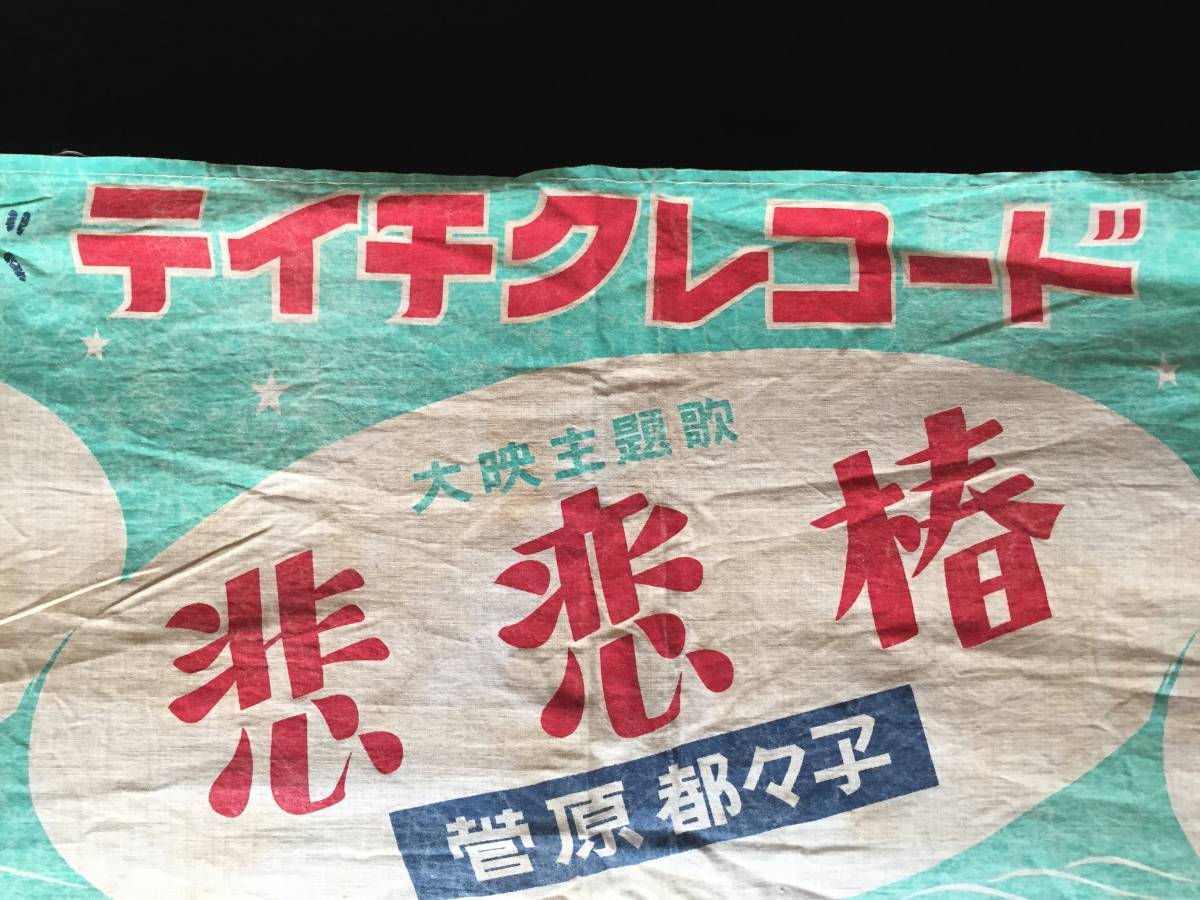 テイチクレコード
大映主題歌
悲恋椿
菅原都々子